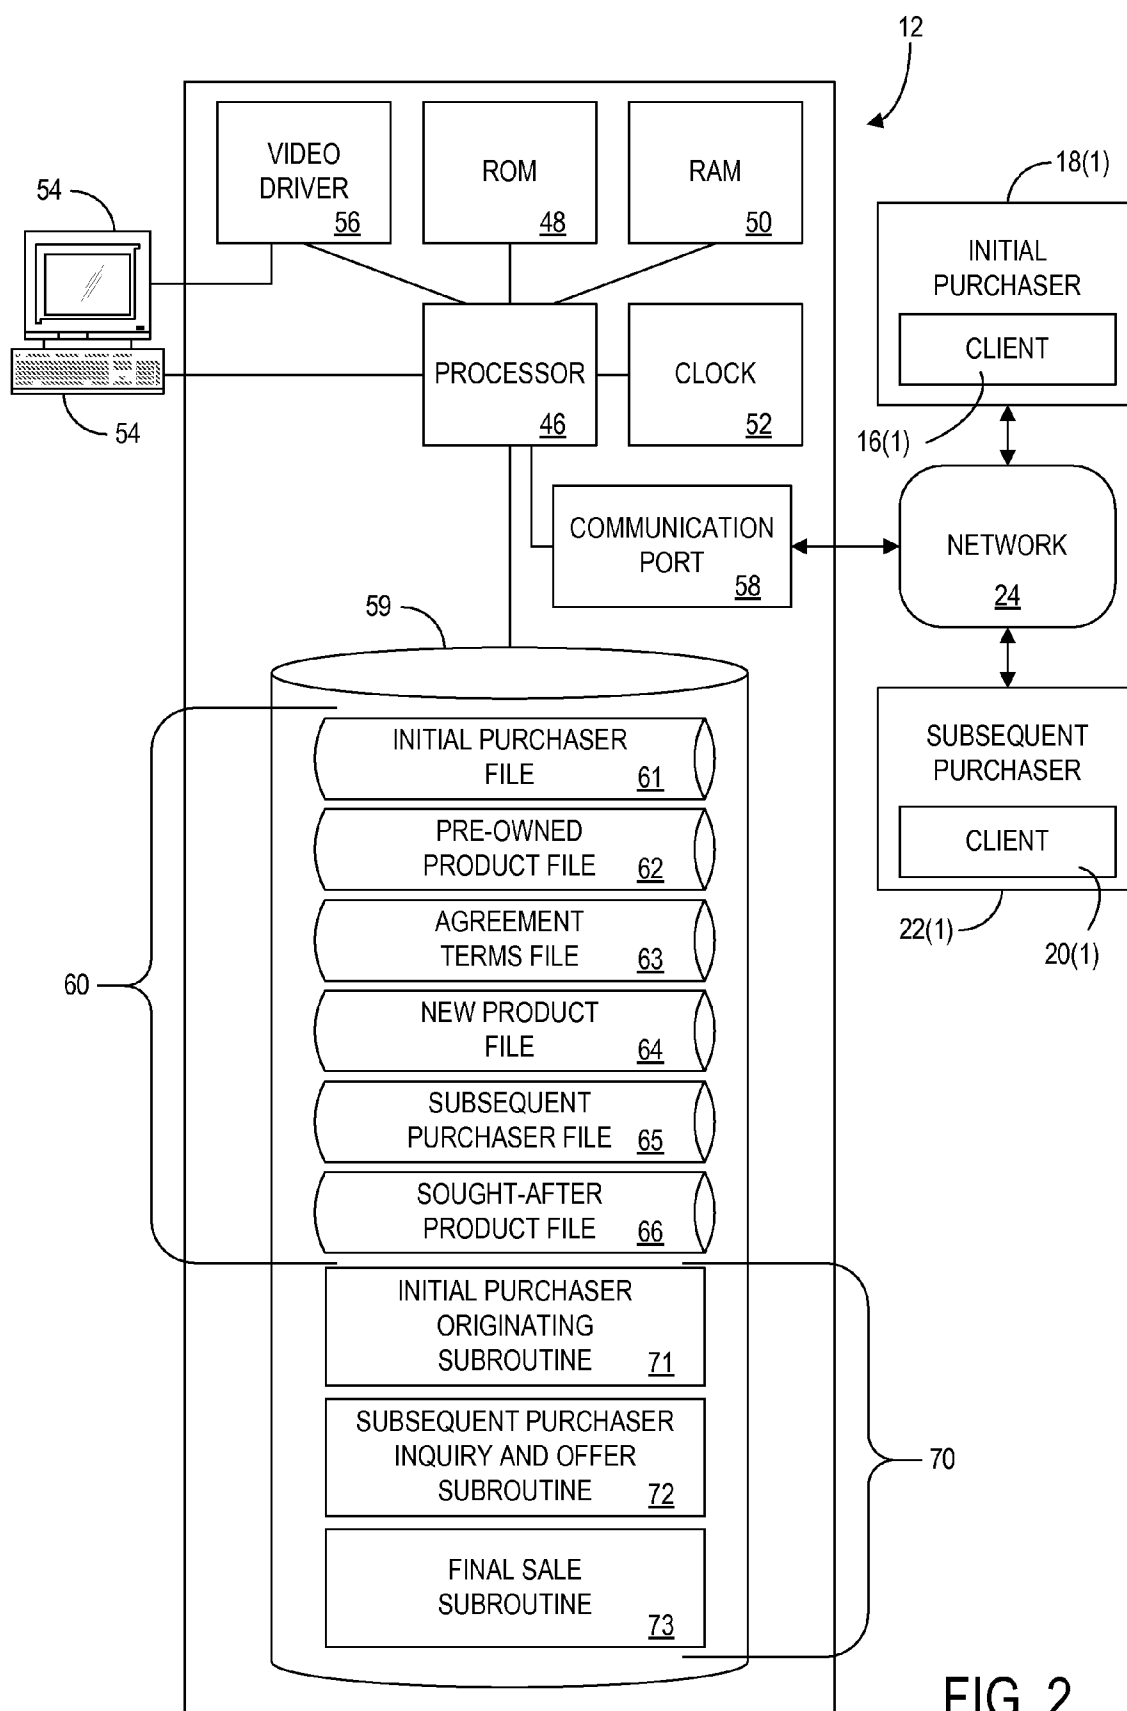 12
VIDEO
DRIVER
56
ROM
48
RAM
50
18(1)
INITIAL
PURCHASER
CLIENT
16(1)
54
54
PROCESSOR
46
CLOCK
52
COMMUNICATION
PORT
58
NETWORK
24
SUBSEQUENT
PURCHASER
CLIENT
22(1)
20(1)
59
60
INITIAL PURCHASER
FILE
61
PRE-OWNED
PRODUCT FILE
62
AGREEMENT
TERMS FILE
63
NEW PRODUCT
FILE
64
SUBSEQUENT
PURCHASER FILE
65
SOUGHT-AFTER
PRODUCT FILE
66
INITIAL PURCHASER
ORIGINATING
SUBROUTINE
71
SUBSEQUENT PURCHASER
INQUIRY AND OFFER
SUBROUTINE
72
70
FINAL SALE
SUBROUTINE
73
FIG. 2